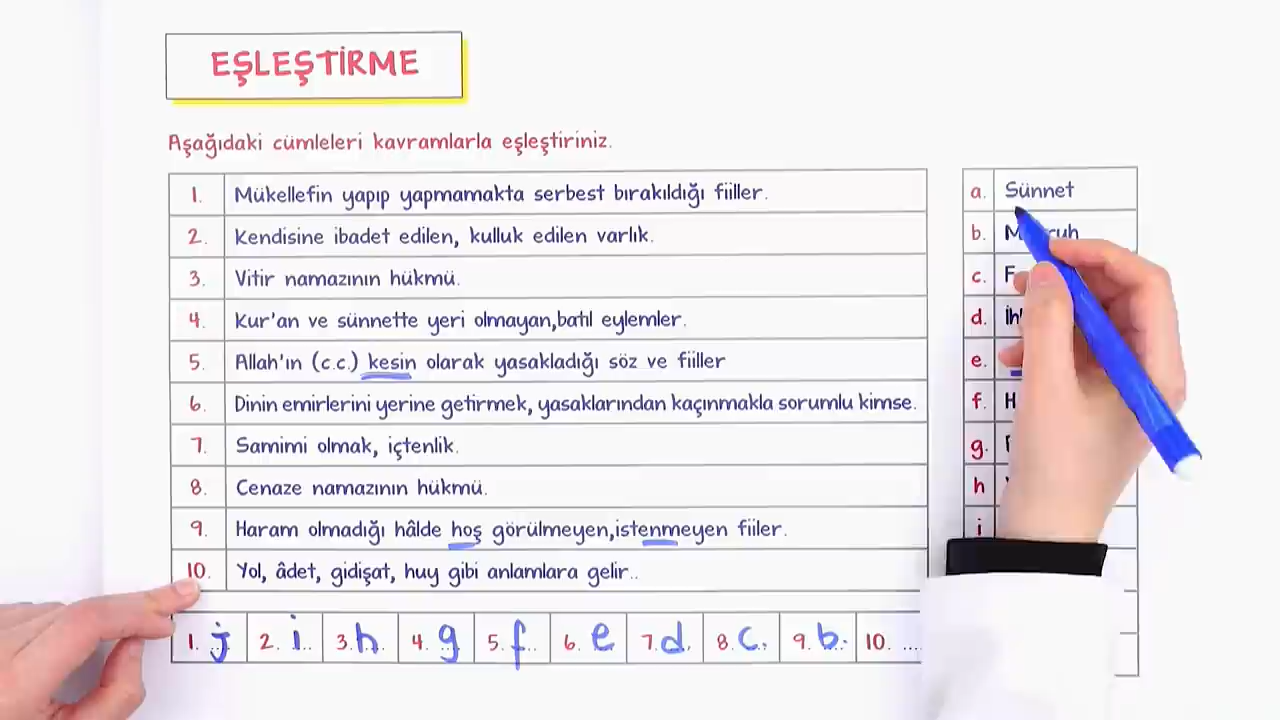 EŞLEŞTİRME
Aşağıdaki cümleleri kavramlarla eşleştiriniz.
1. Mükellefin yapıp yapmamakta serbest bırakıldığı fiiller.
2. Kendisine ibadet edilen, kulluk edilen varlık.
3. Vitir namazının hükmü.
4. Kur'an ve sünnette yeri olmayan,batıl eylemler.
5. Allah'ın (c.c.) kesin olarak yasakladığı söz ve fiiller
6. Dinin emirlerini yerine getirmek, yasaklarından kaçınmakla sorumlu kimse.
7. Samimi olmak, içtenlik.
8. Cenaze namazının hükmü.
9. Haram olmadığı hâlde hoş görülmeyen,istenmeyen fiiler.
10. Yol, âdet, gidişat, huy gibi anlamlara gelir..
a. Sünnet
b.
c.
d.
e.
f.
g.
h
i
1. j 2. i 3. h 4. g 5. f 6. e 7. d 8. c 9. b 10. ....